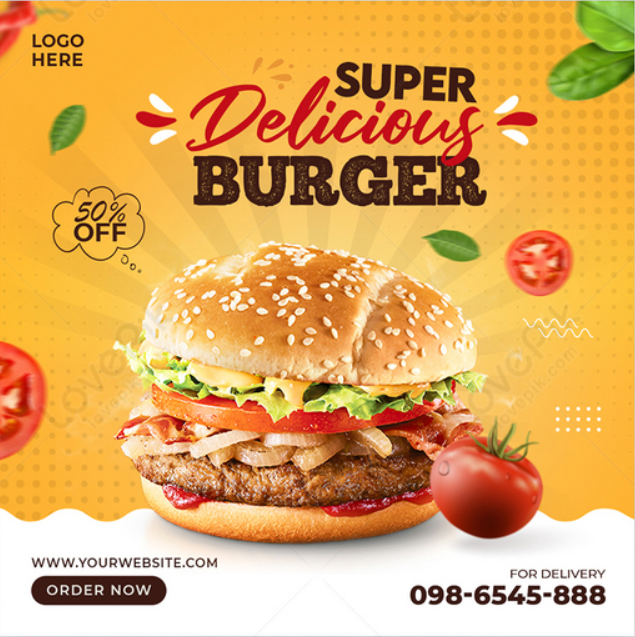 LOGO
HERE
SUPER
Delicious
BURGER
50%
OFF
WWW.YOURWEBSITE.COM
ORDER NOW
FOR DELIVERY
098-6545-888